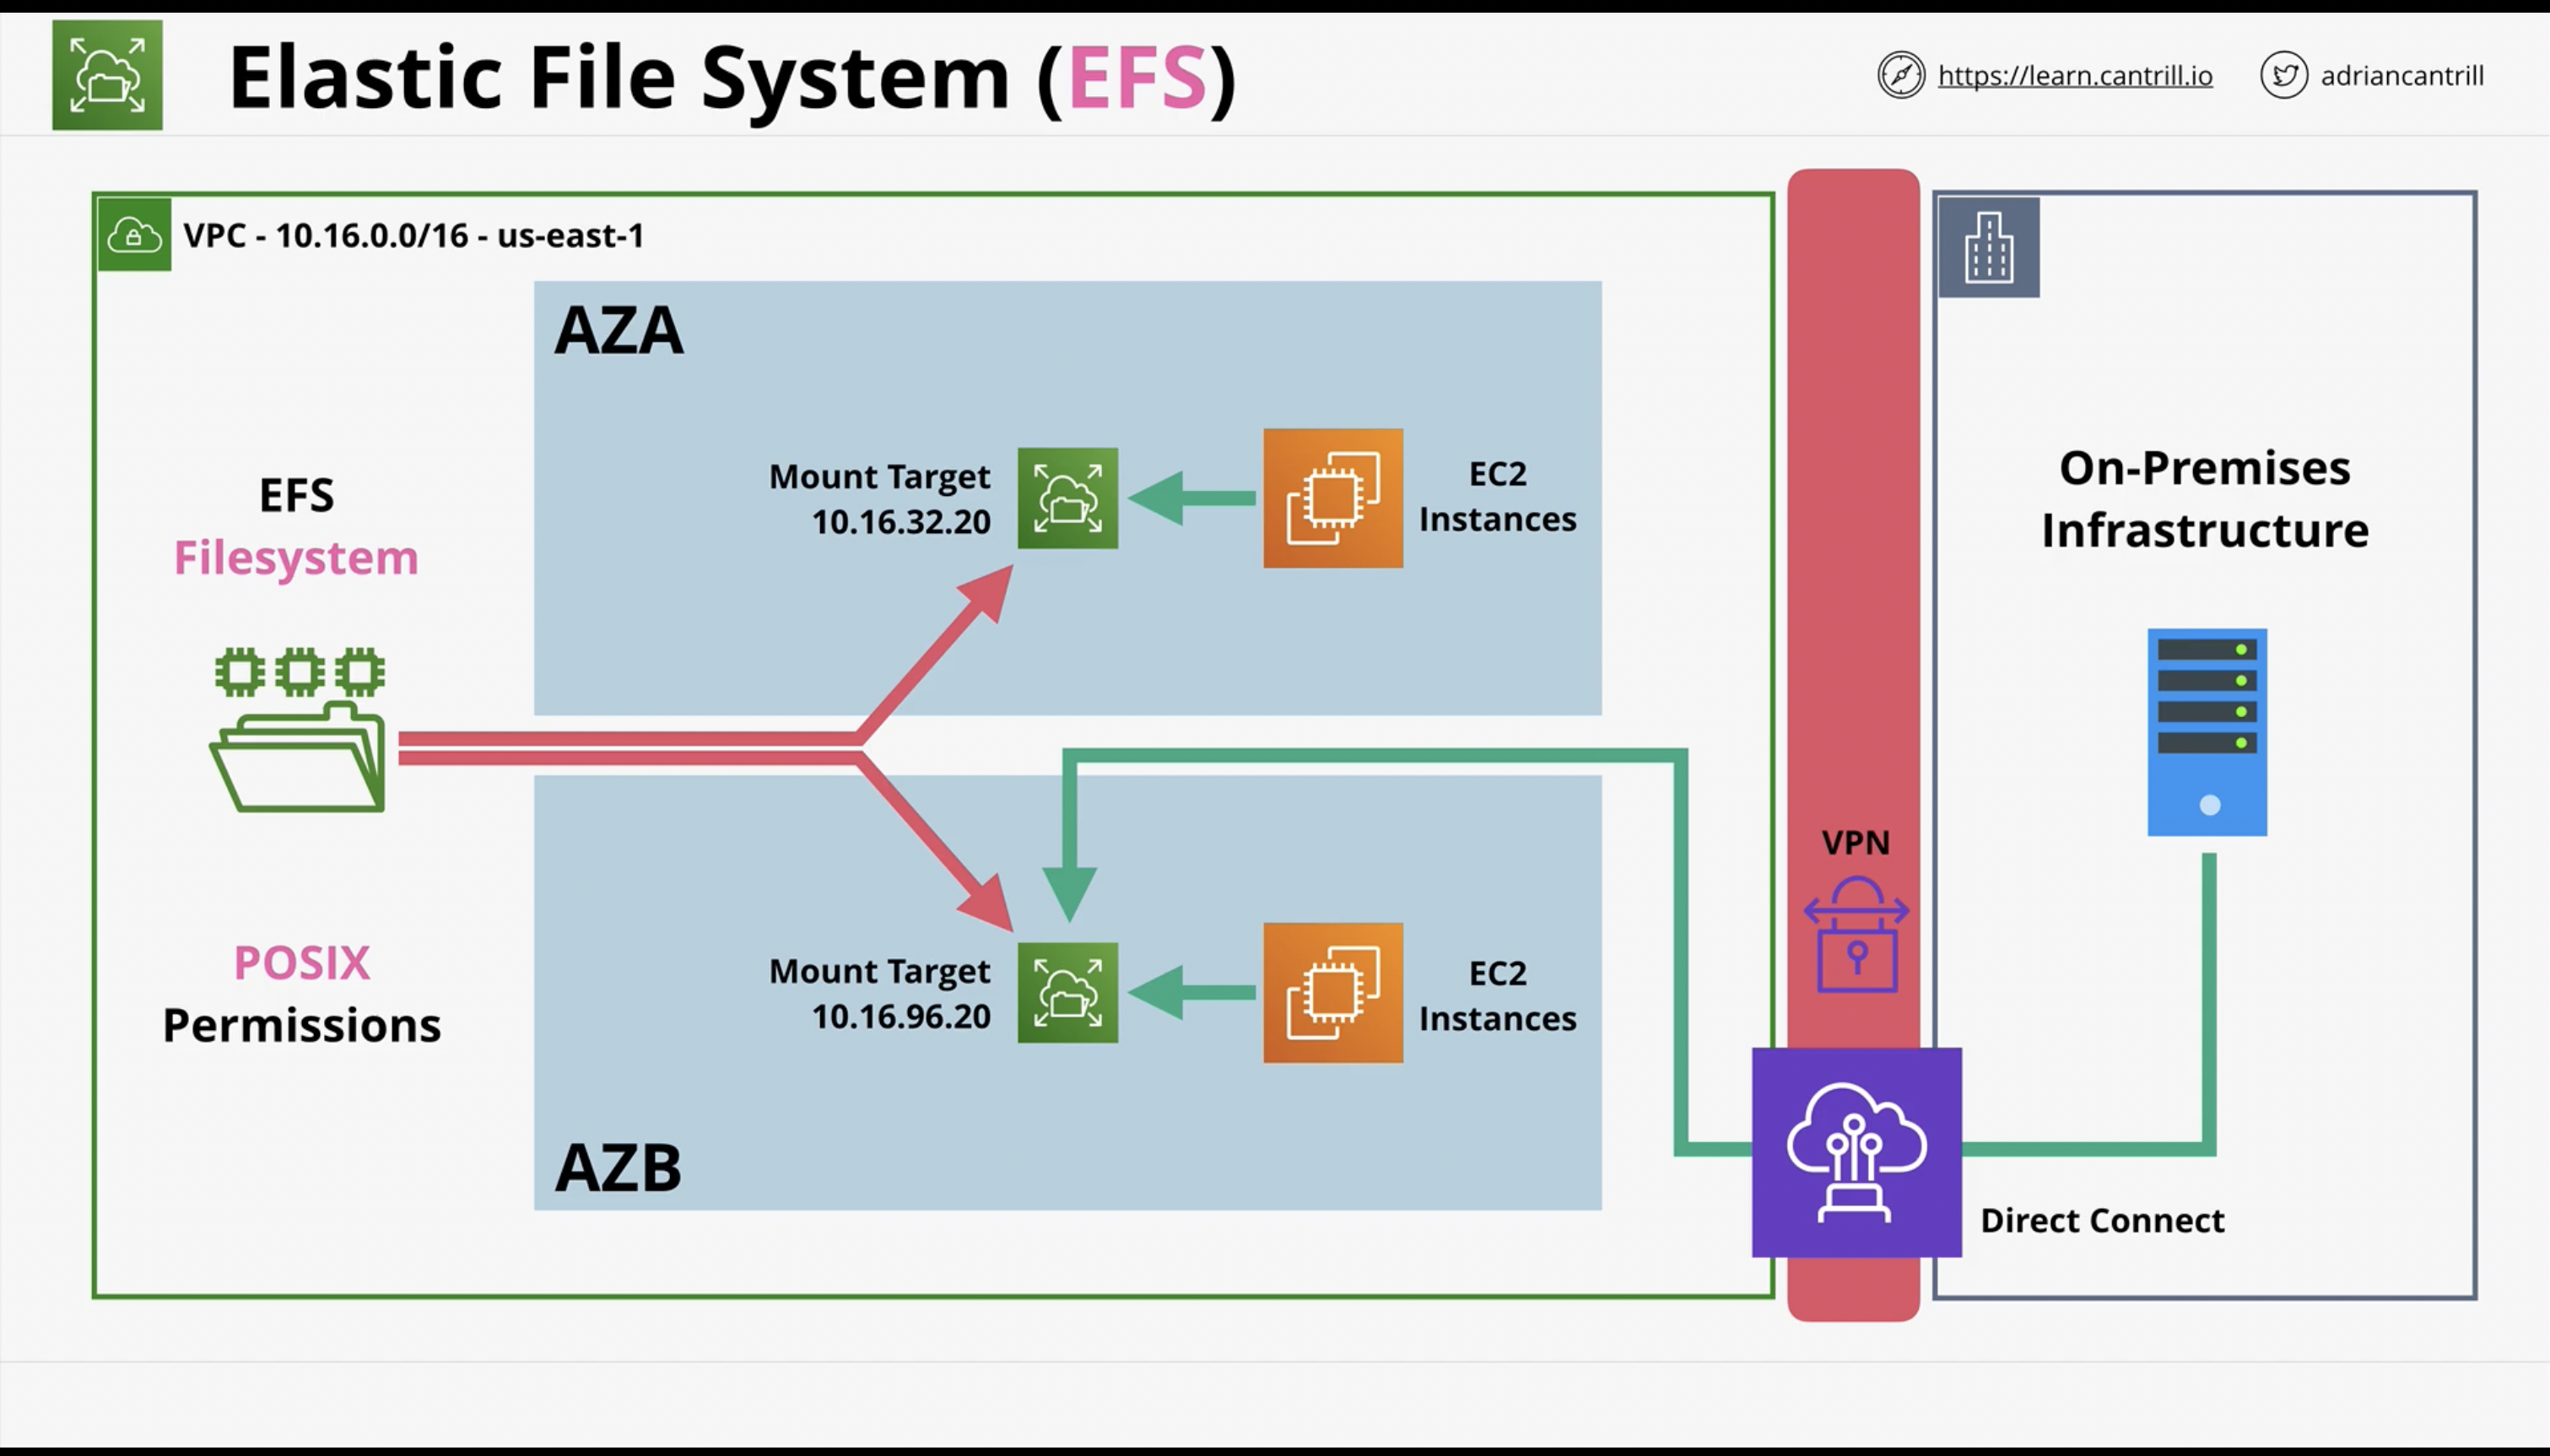 Elastic File System (EFS)
https://learn.cantrill.io
adriancantrill
VPC - 10.16.0.0/16 - us-east-1
EFS
Filesystem
POSIX
Permissions
AZA
Mount Target
10.16.32.20
EC2
Instances
Mount Target
10.16.96.20
EC2
Instances
AZB
VPN
Direct Connect
On-Premises
Infrastructure